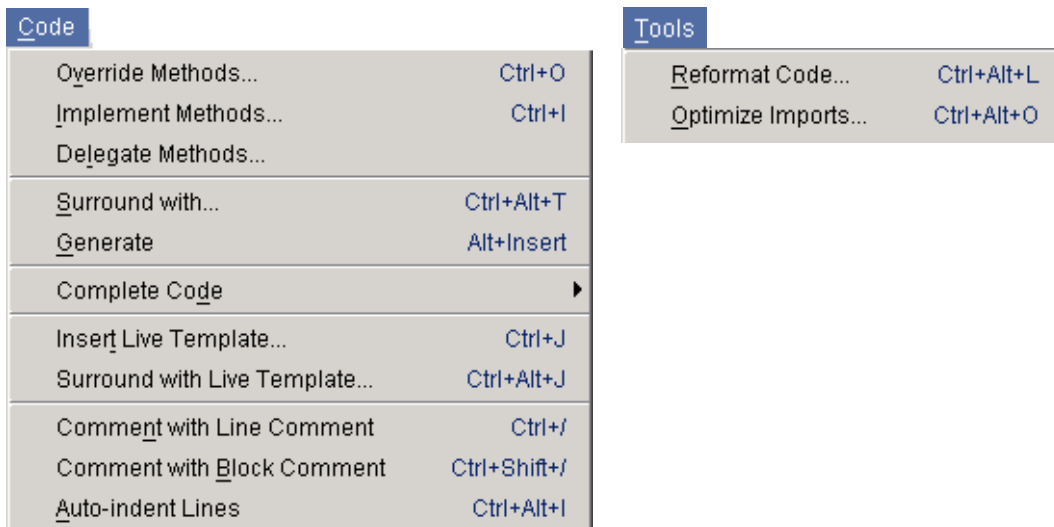 Code
Override Methods... Ctrl+O
Implement Methods... Ctrl+I
Delegate Methods...
Surround with... Ctrl+Alt+T
Generate Alt+Insert
Complete Code
Insert Live Template... Ctrl+J
Surround with Live Template... Ctrl+Alt+J
Comment with Line Comment Ctrl+/
Comment with Block Comment Ctrl+Shift+/
Auto-indent Lines Ctrl+Alt+I
Tools
Reformat Code... Ctrl+Alt+L
Optimize Imports... Ctrl+Alt+O